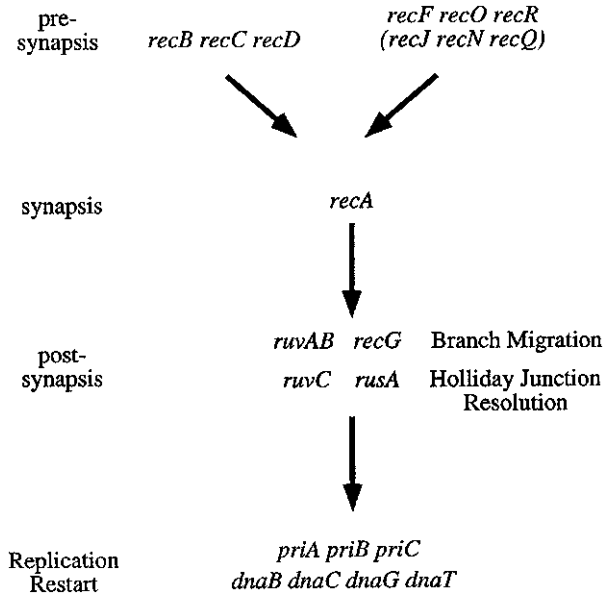 pre-
synapsis
recB recC recD
recF recO recR
(recJ recN recQ)
synapsis
recA
post-
synapsis
ruvAB recG Branch Migration
ruvC rusA Holliday Junction
Resolution
Replication
Restart
priA priB priC
dnaB dnaC dnaG dnaT